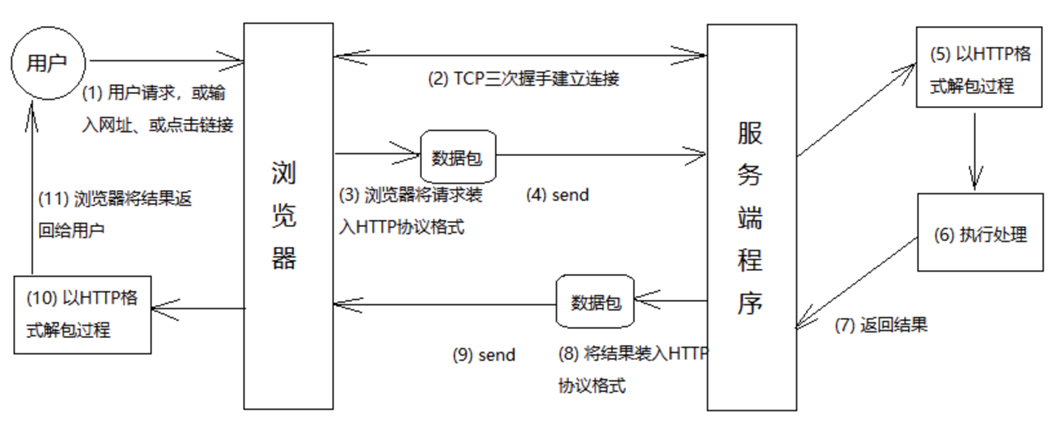 用户
(1) 用户请求，或输
入网址、或点击链接
浏
览
器
(2) TCP三次握手建立连接
数据包
(3) 浏览器将请求装
入HTTP协议格式
(4) send
服
务
端
程
序
(5) 以HTTP格
式解包过程
(6) 执行处理
(7) 返回结果
数据包
(8) 将结果装入HTTP
协议格式
(9) send
(10) 以HTTP格
式解包过程
(11) 浏览器将结果返
回给用户